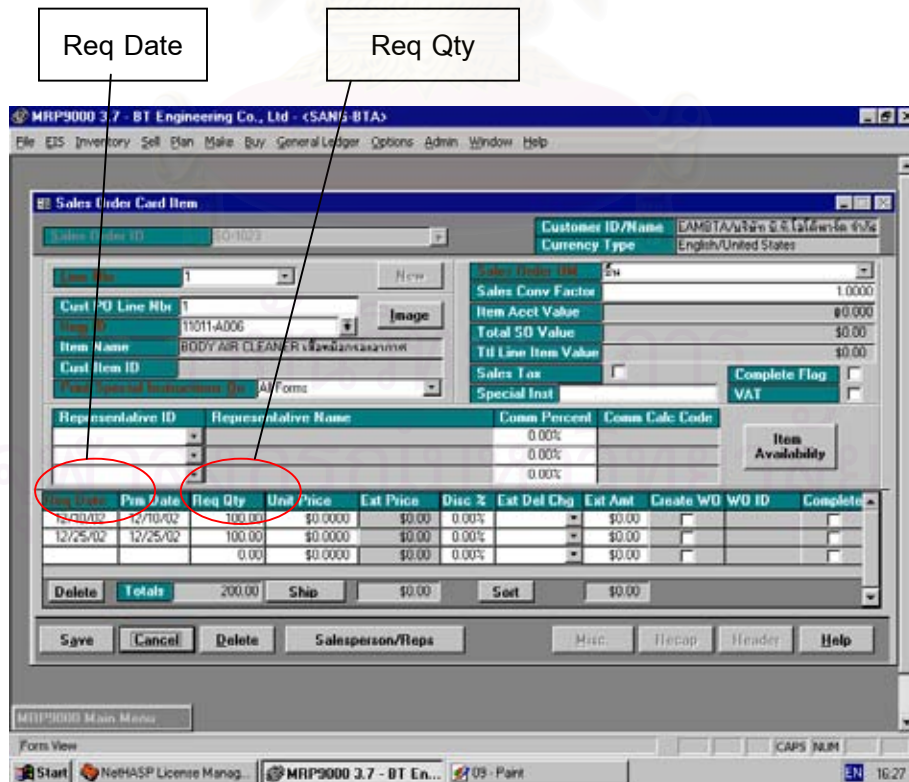 Req Date
Req Qty
MRP9000 3.7 - BT Engineering Co., Ltd - <SANG-BTA>
File EIS Inventory Sell Plan Make Buy General Ledger Options Admin Window Help
Sales Order Card Item
Sales Order ID SO-1023
Customer ID/Name
Currency Type English/United States
Line Nbr 1 New
Sales Order UM ชิ้น
Cust PO Line Nbr 1
Sales Conv Factor 1.0000
Item ID 11011-A006 Image
Item Acct Value ฿0.000
Total SO Value $0.00
Item Name BODY AIR CLEANER
Ttl Line Item Value $0.00
Cust Item ID
Sales Tax Complete Flag
Print Special Instructions On All Forms
Special Inst VAT
Representative ID Representative Name Comm Percent Comm Calc Code
0.00%
0.00%
0.00%
Item Availability
Req Date Prm Date Req Qty Unit Price Ext Price Disc % Ext Del Chg Ext Amt Create WO WO ID Complete
12/10/02 12/10/02 100.00 $0.0000 $0.00 0.00% $0.00
12/25/02 12/25/02 100.00 $0.0000 $0.00 0.00% $0.00
0.00 $0.0000 $0.00 0.00% $0.00
Delete Totals 200.00 Ship $0.00 Sort $0.00
Save Cancel Delete Salesperson/Reps Misc. Recap Header Help
MRP9000 Main Menu
Form View CAPS NUM
Start NetHASP License Manag... MRP9000 3.7 - BT En... 09 - Paint EN 16:27